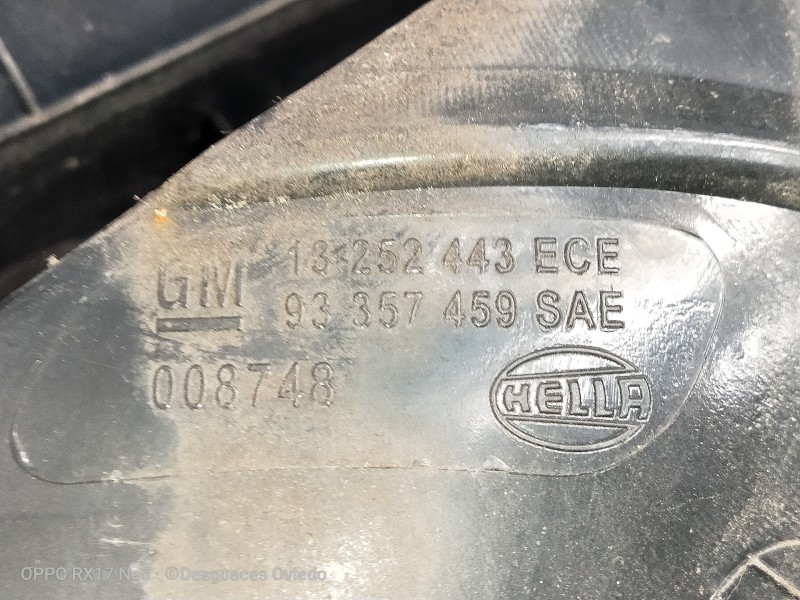 GM 13 252 443 ECE
93 357 459 SAE
008748 HELLA
OPPO RX17 Neo ©Desguaces Oviedo